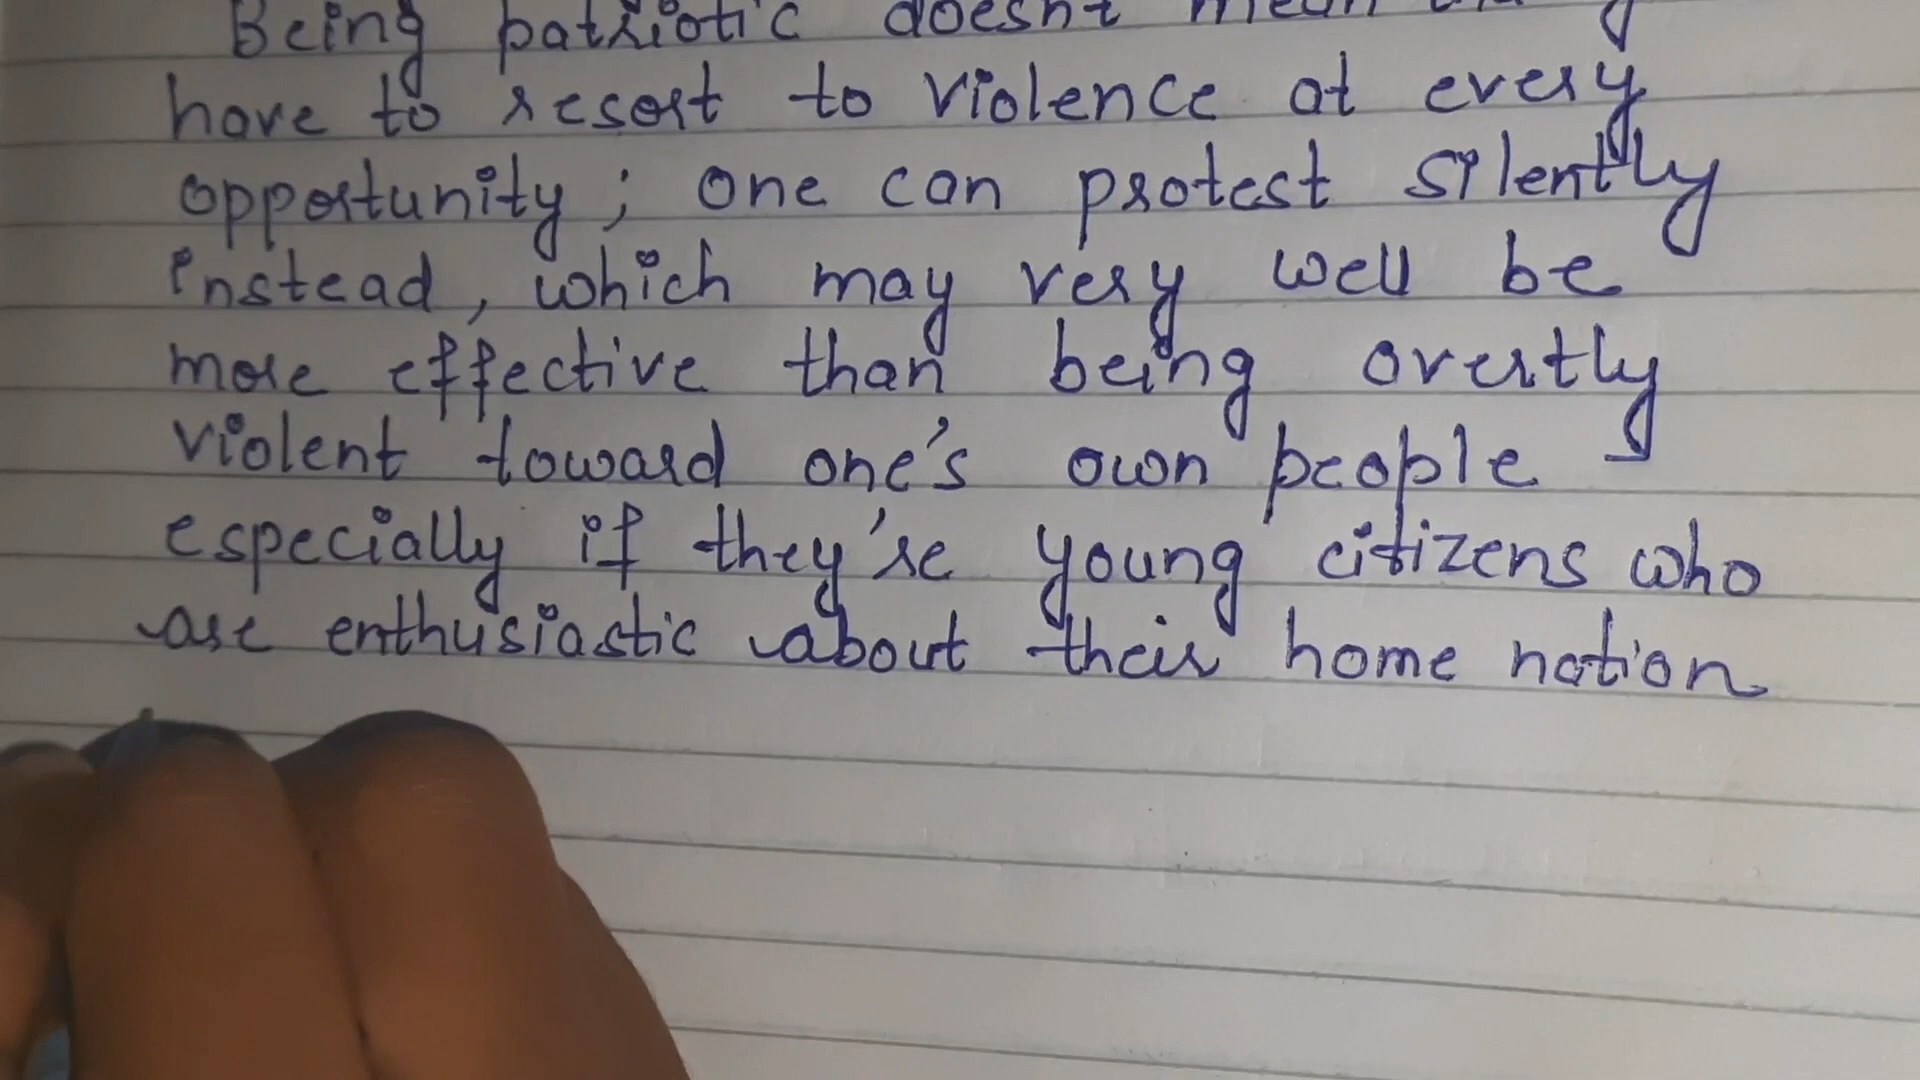 Being patriotic doesnt mean
have to resort to violence at every
opportunity; one can protest silently
instead, which may very well be
more effective than being overtly
violent toward one's own people
especially if they're young citizens who
are enthusiastic about their home nation